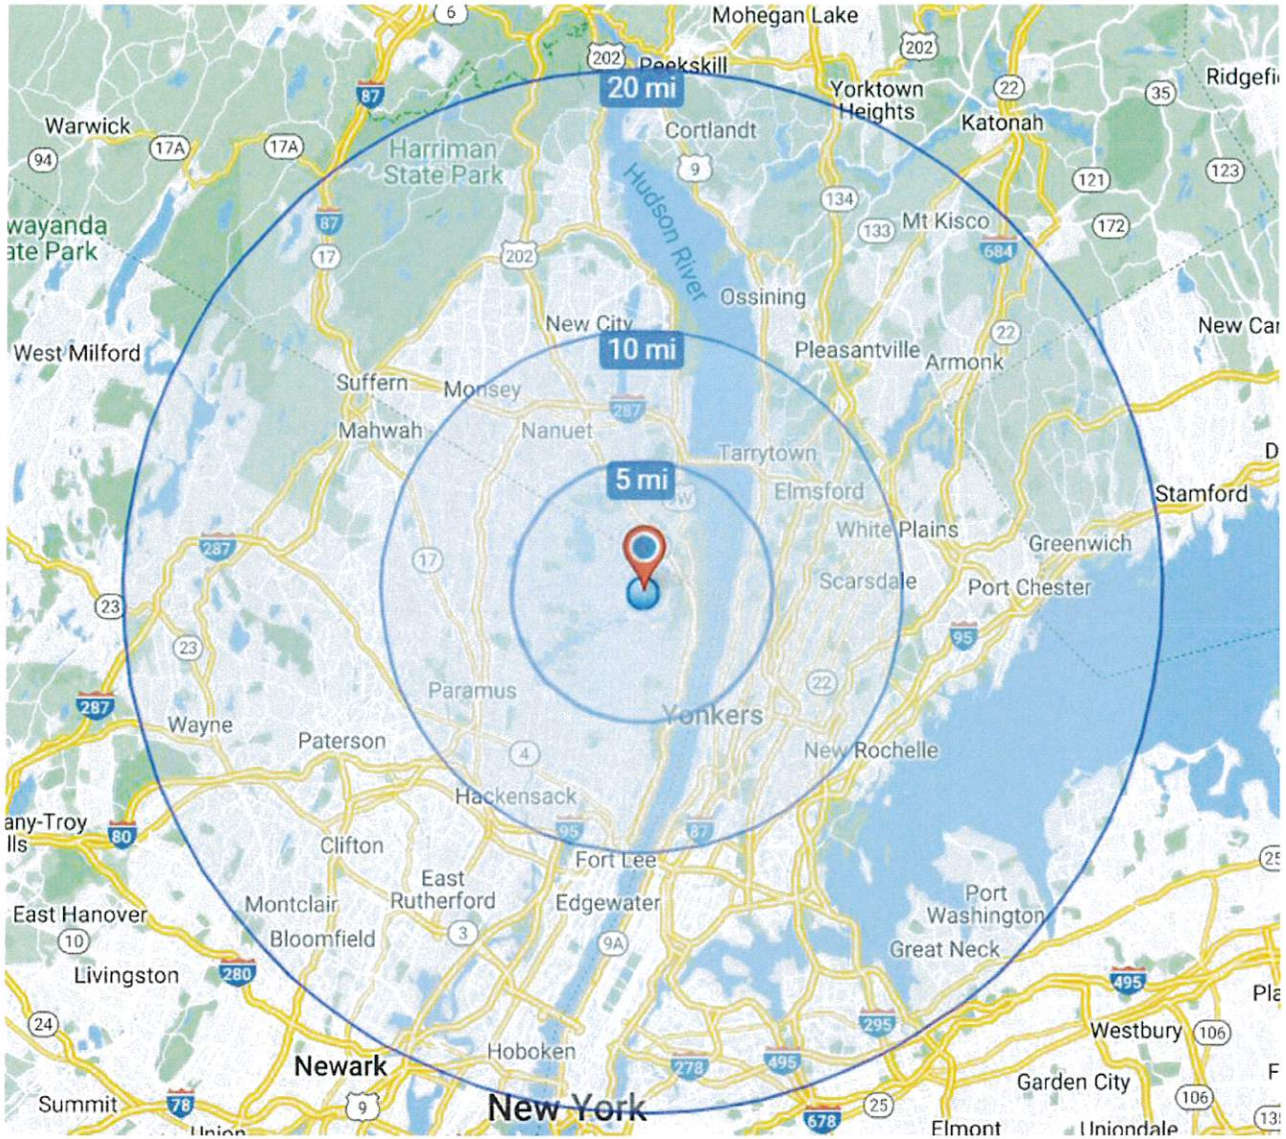 6
Mohegan Lake
202
202
Peekskill
20 mi
87
Yorktown
Heights
22
35
Ridgefi
Warwick
17A
17A
94
Cortlandt
Katonah
Harriman
State Park
9
121
123
Hudson River
134
wayanda
ate Park
87
17
202
133
Mt Kisco
172
684
Ossining
New City
22
New Can
West Milford
10 mi
Pleasantville
Armonk
Suffern
Monsey
287
Mahwah
Nanuet
Tarrytown
D
5 mi
9W
Elmsford
Stamford
White Plains
287
17
Greenwich
Scarsdale
Port Chester
23
95
23
Paramus
22
287
Wayne
Yonkers
Paterson
4
New Rochelle
Hackensack
any-Troy
lls
80
95
87
Clifton
Fort Lee
25
East
Rutherford
Port
Washington
Montclair
Edgewater
East Hanover
10
Bloomfield
3
9A
Great Neck
Livingston
280
495
Pla
24
295
Westbury
106
Hoboken
Newark
278
495
Garden City
F
Summit
78
9
New York
678
25
106
135
Union
Elmont
Uniondale